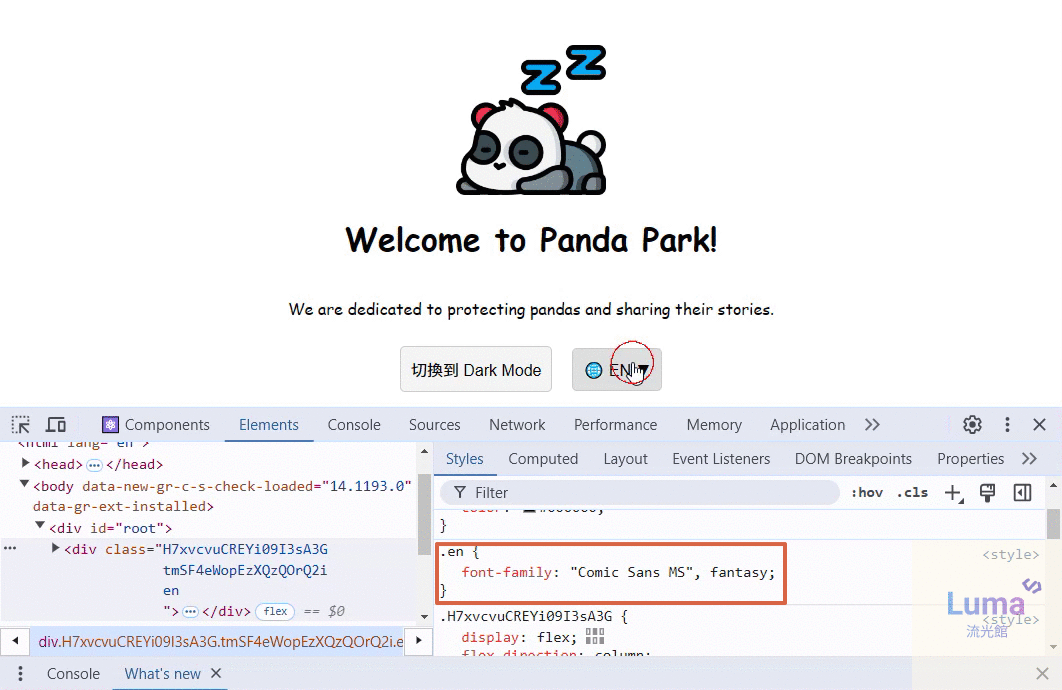 Z Z
Welcome to Panda Park!
We are dedicated to protecting pandas and sharing their stories.
切換到 Dark Mode
EN ▼
Components Elements Console Sources Network Performance Memory Application
<html lang="en">
<head> </head>
<body data-new-gr-c-s-check-loaded="14.1193.0"
data-gr-ext-installed>
<div id="root">
<div class="H7xvcvuCREYi09I3sA3G
tmSF4eWopEzXQzQOrQ2i
en
"> </div> flex == $0
div.H7xvcvuCREYi09I3sA3G.tmSF4eWopEzXQzQOrQ2i.e
Styles Computed Layout Event Listeners DOM Breakpoints Properties
Filter :hov .cls
color: #000000;
}
.en { <style>
font-family: "Comic Sans MS", fantasy;
}
.H7xvcvuCREYi09I3sA3G { <style>
display: flex;
flex-direction: column;
Luma
流光館
Console What's new